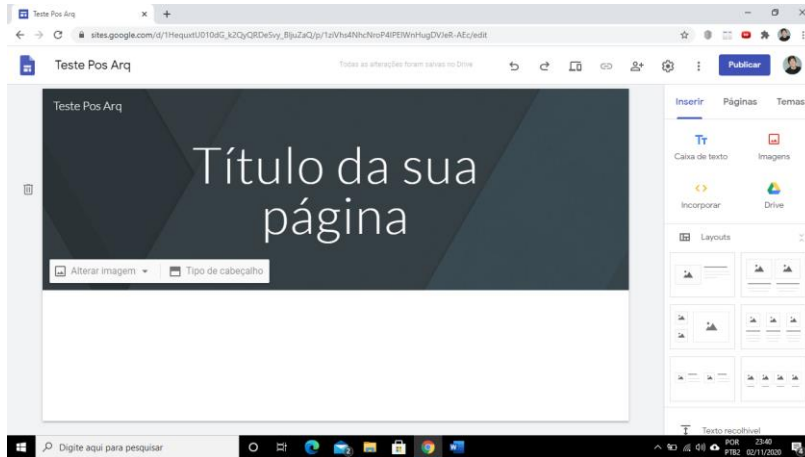 Teste Pos Arq
sites.google.com/d/1HequxtU010dG_k2QyQRDeSvy_BljuZaQ/p/1ziVhs4NhcNroP4IPEIWnHugDVJeR-AEc/edit
Teste Pos Arq
Todas as alterações foram salvas no Drive
Publicar
Teste Pos Arq
Título da sua
página
Alterar imagem
Tipo de cabeçalho
Inserir Páginas Temas
Caixa de texto Imagens
Incorporar Drive
Layouts
Texto recolhível
Digite aqui para pesquisar
POR 23:40
PTB2 02/11/2020